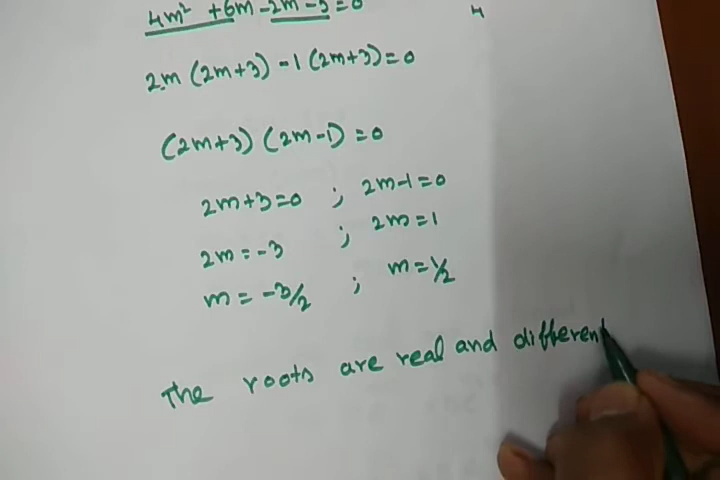 4m² + 6m - 2m - 3 = 0
4
2m (2m+3) - 1 (2m+3) = 0
(2m+3) (2m-1) = 0
2m+3=0 ; 2m-1=0
2m = -3 ; 2m = 1
m = -3/2 ; m = 1/2
The roots are real and different